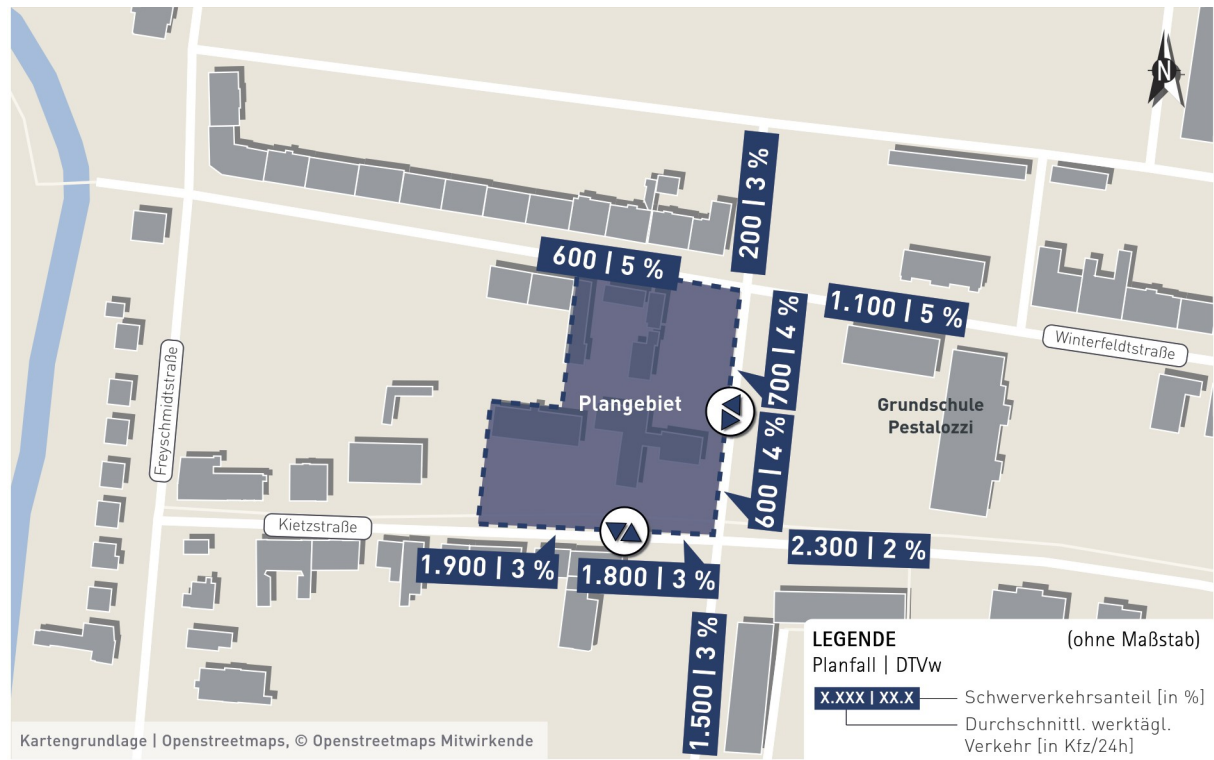 N
200 | 3 %
600 | 5 %
1.100 | 5 %
700 | 4 %
Winterfeldtstraße
Freyschmidtstraße
Plangebiet
Grundschule
Pestalozzi
600 | 4 %
Kietzstraße
2.300 | 2 %
1.900 | 3 %
1.800 | 3 %
1.500 | 3 %
LEGENDE (ohne Maßstab)
Planfall | DTVw
X.XXX | XX.X Schwerverkehrsanteil [in %]
Durchschnittl. werktägl.
Verkehr [in Kfz/24h]
Kartengrundlage | Openstreetmaps, © Openstreetmaps Mitwirkende